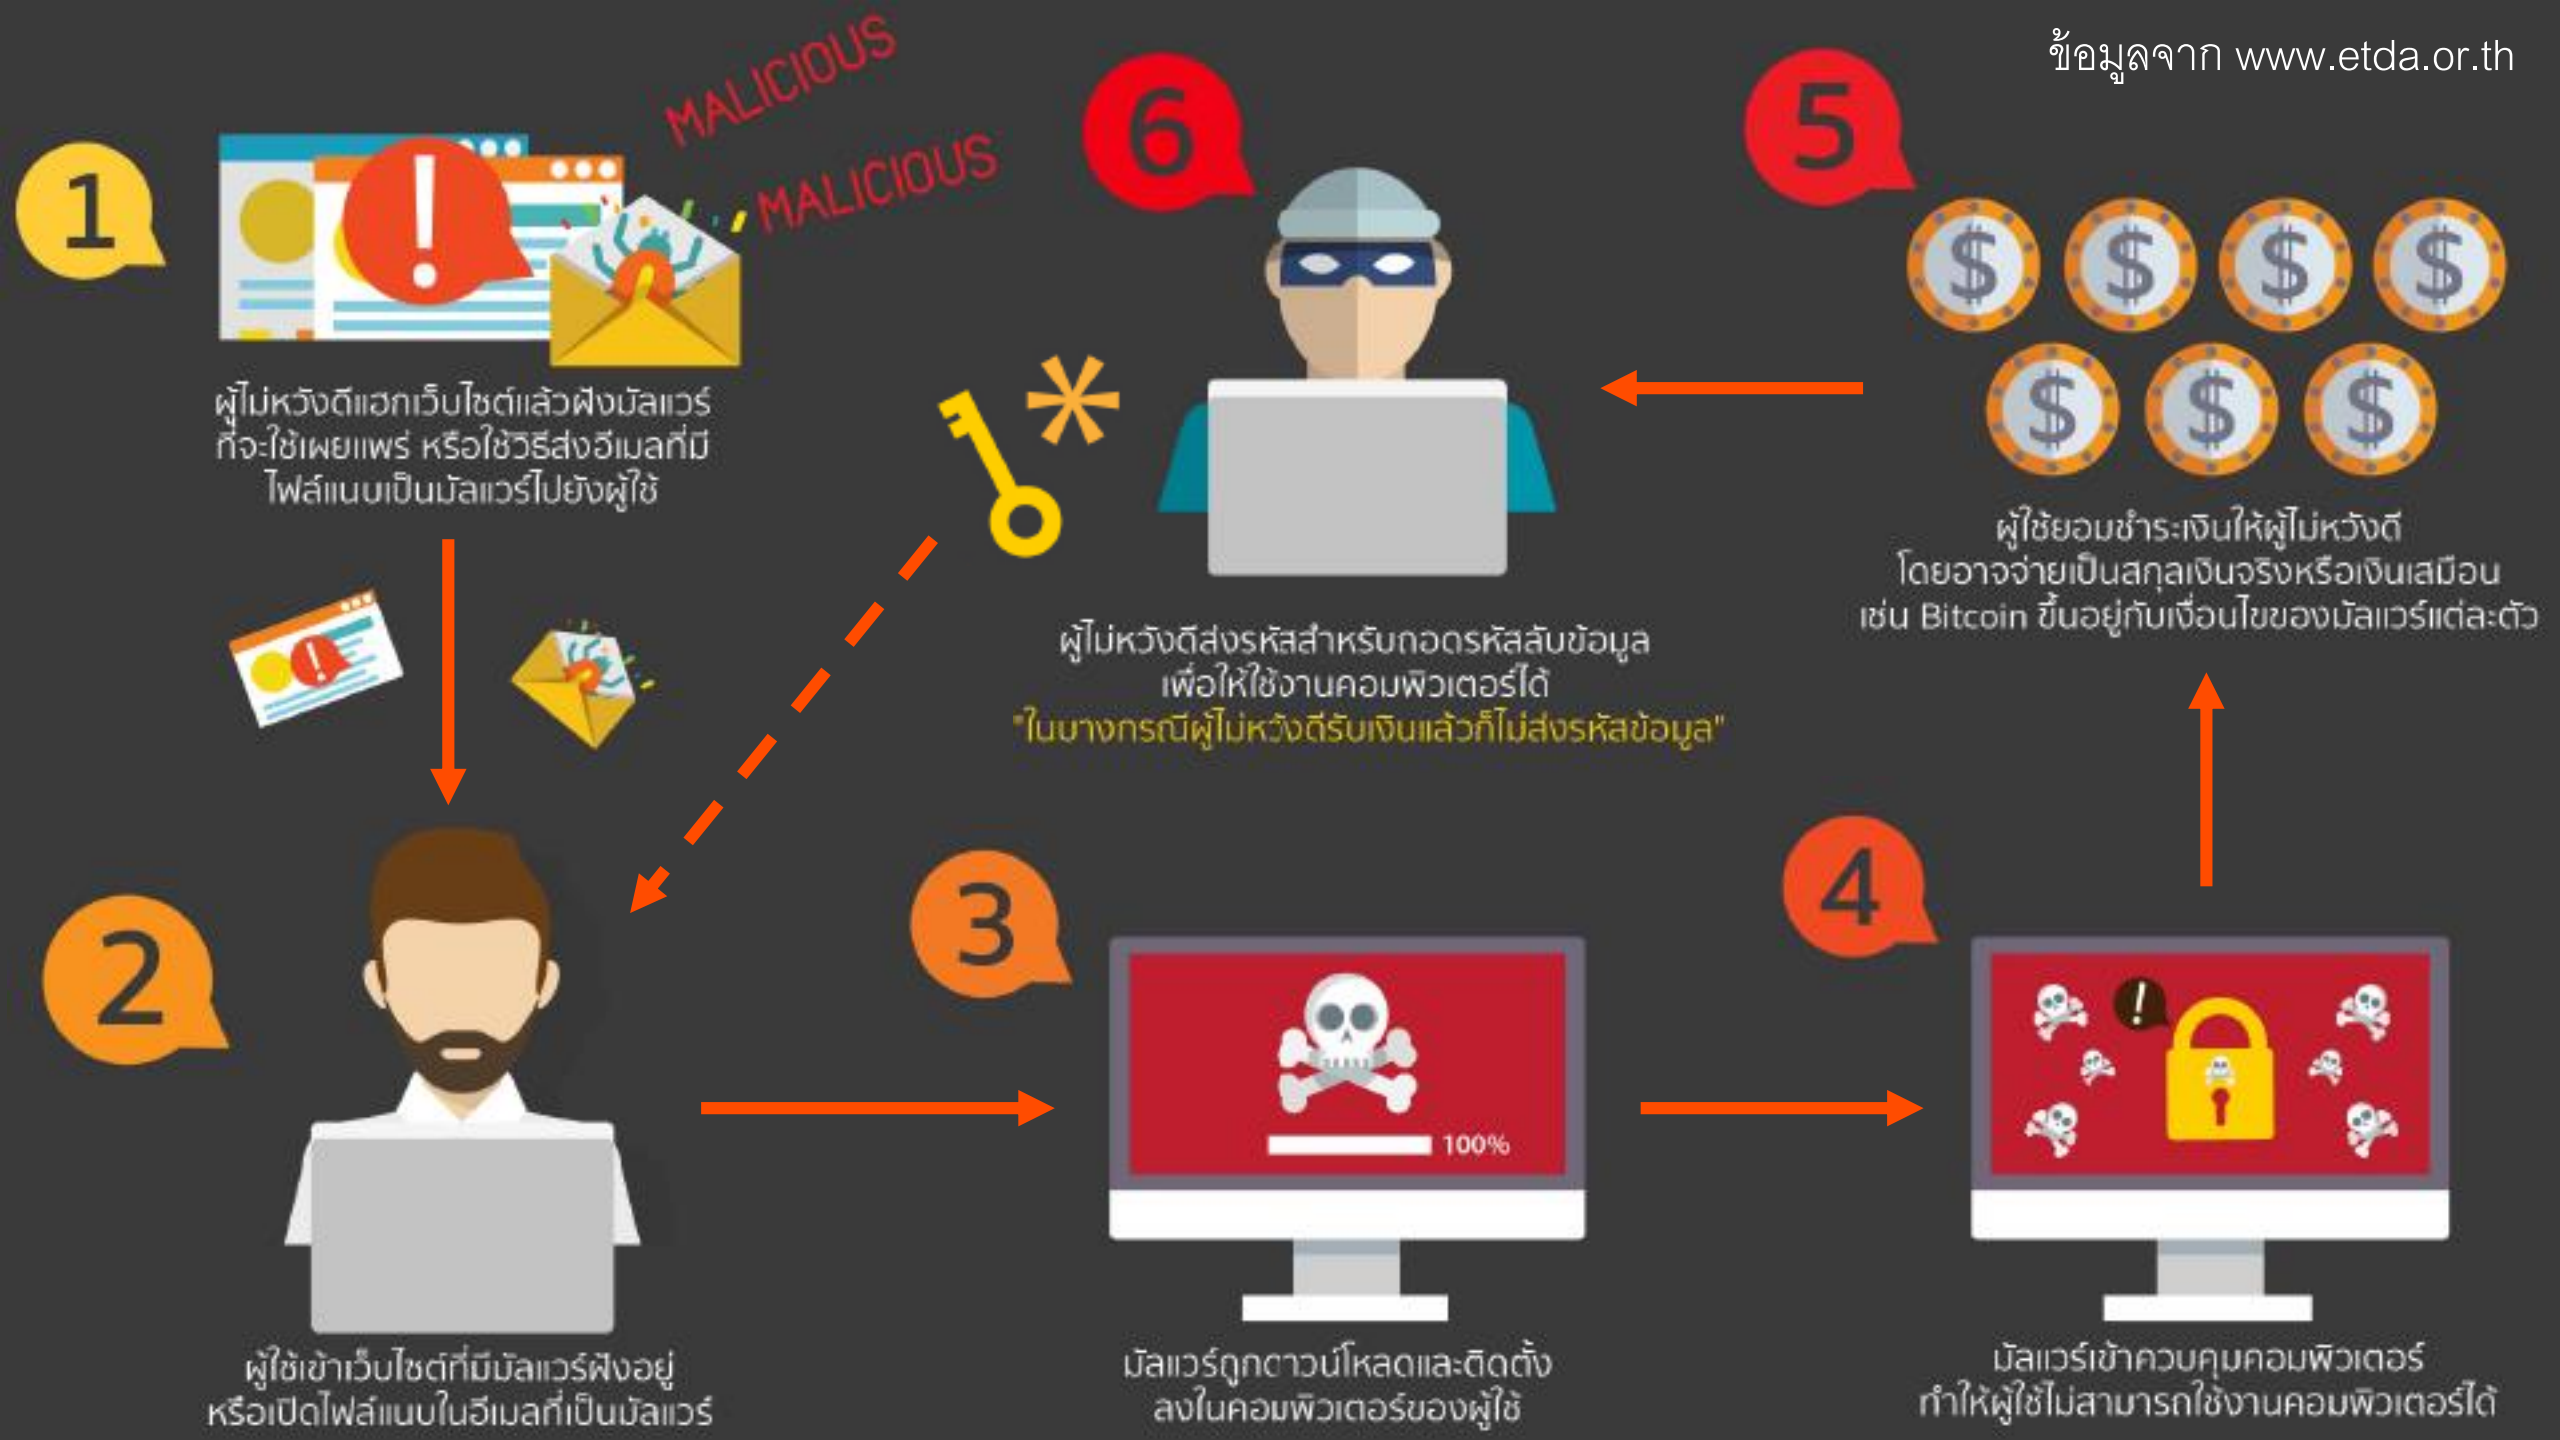 ข้อมูลจาก www.etda.or.th
MALICIOUS
MALICIOUS
1
ผู้ไม่หวังดีแฮกเว็บไซต์แล้วฝังมัลแวร์
ที่จะใช้เผยแพร่ หรือใช้วิธีส่งอีเมลที่มี
ไฟล์แนบเป็นมัลแวร์ไปยังผู้ใช้
2
ผู้ใช้เข้าเว็บไซต์ที่มีมัลแวร์ฝังอยู่
หรือเปิดไฟล์แนบในอีเมลที่เป็นมัลแวร์
3
100%
มัลแวร์ถูกดาวน์โหลดและติดตั้ง
ลงในคอมพิวเตอร์ของผู้ใช้
4
มัลแวร์เข้าควบคุมคอมพิวเตอร์
ทำให้ผู้ใช้ไม่สามารถใช้งานคอมพิวเตอร์ได้
5
ผู้ใช้ยอมชำระเงินให้ผู้ไม่หวังดี
โดยอาจจ่ายเป็นสกุลเงินจริงหรือเงินเสมือน
เช่น Bitcoin ขึ้นอยู่กับเงื่อนไขของมัลแวร์แต่ละตัว
6
ผู้ไม่หวังดีส่งรหัสสำหรับถอดรหัสลับข้อมูล
เพื่อให้ใช้งานคอมพิวเตอร์ได้
"ในบางกรณีผู้ไม่หวังดีรับเงินแล้วก็ไม่ส่งรหัสข้อมูล"